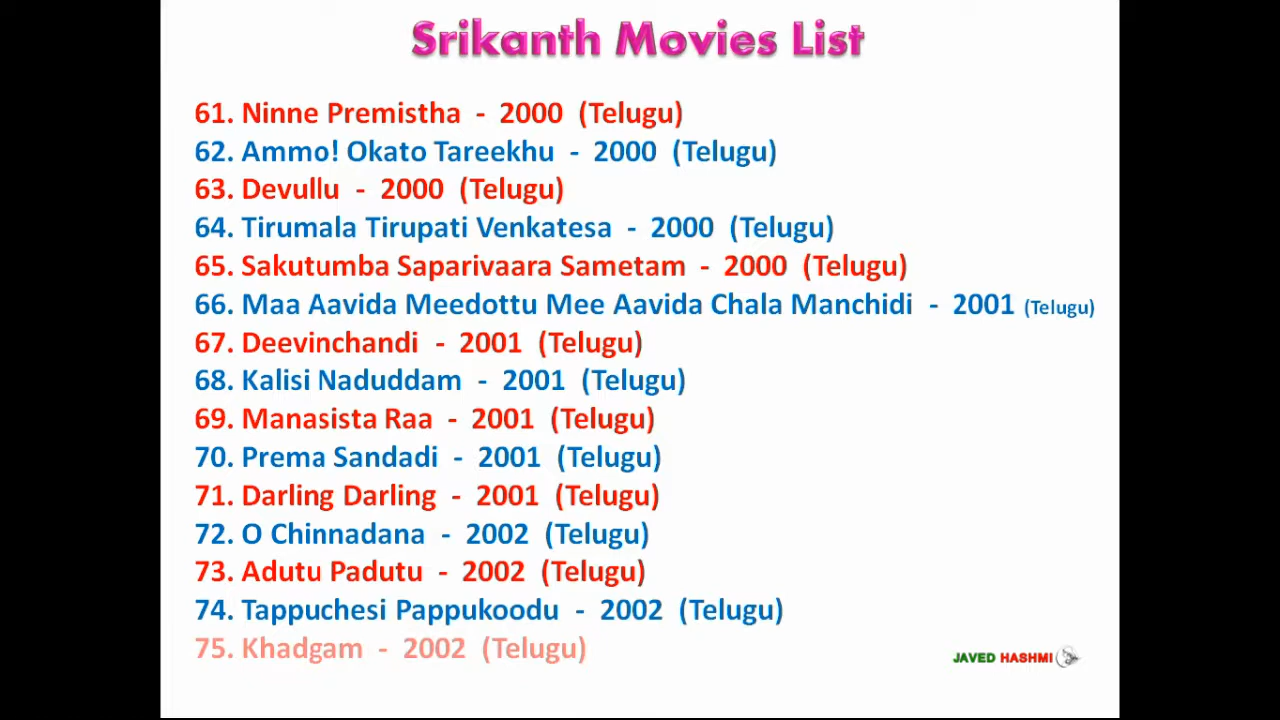 Srikanth Movies List
61. Ninne Premistha - 2000 (Telugu)
62. Ammo! Okato Tareekhu - 2000 (Telugu)
63. Devullu - 2000 (Telugu)
64. Tirumala Tirupati Venkatesa - 2000 (Telugu)
65. Sakutumba Saparivaara Sametam - 2000 (Telugu)
66. Maa Aavida Meedottu Mee Aavida Chala Manchidi - 2001 (Telugu)
67. Deevinchandi - 2001 (Telugu)
68. Kalisi Naduddam - 2001 (Telugu)
69. Manasista Raa - 2001 (Telugu)
70. Prema Sandadi - 2001 (Telugu)
71. Darling Darling - 2001 (Telugu)
72. O Chinnadana - 2002 (Telugu)
73. Adutu Padutu - 2002 (Telugu)
74. Tappuchesi Pappukoodu - 2002 (Telugu)
75. Khadgam - 2002 (Telugu)
JAVED HASHMI